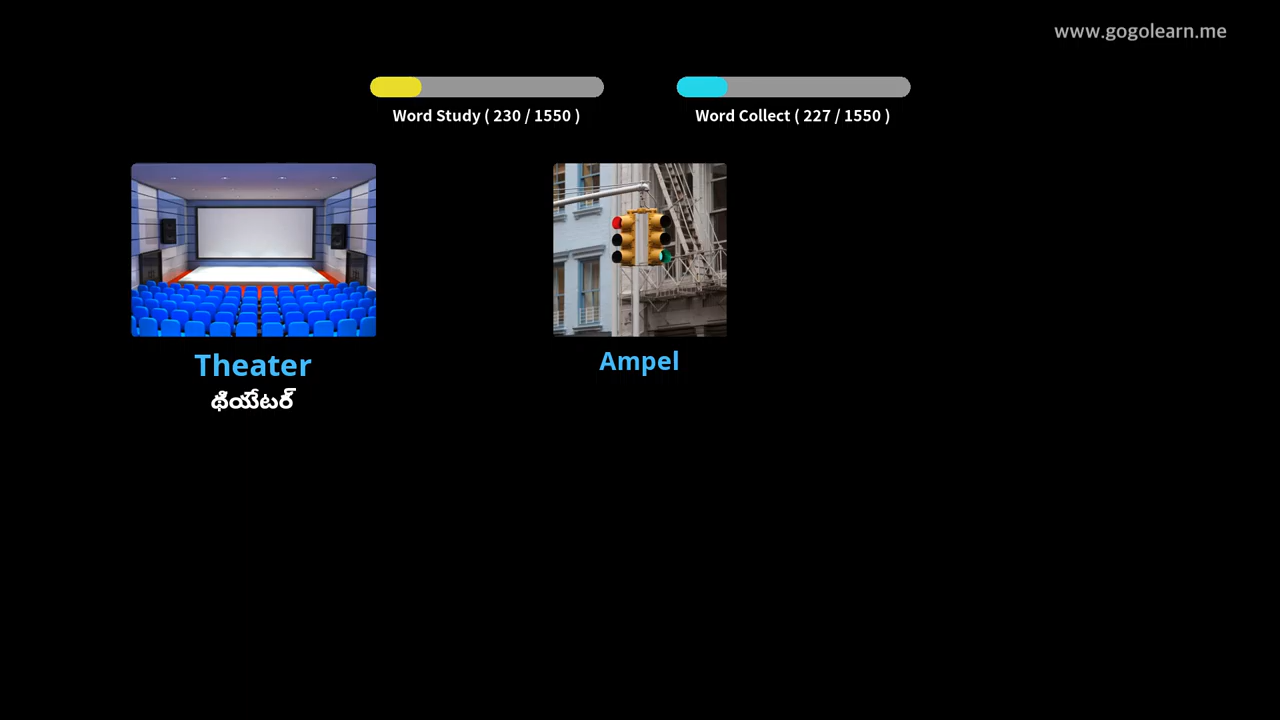 www.gogolearn.me
Word Study ( 230 / 1550 )
Word Collect ( 227 / 1550 )
Theater
థియేటర్
Ampel